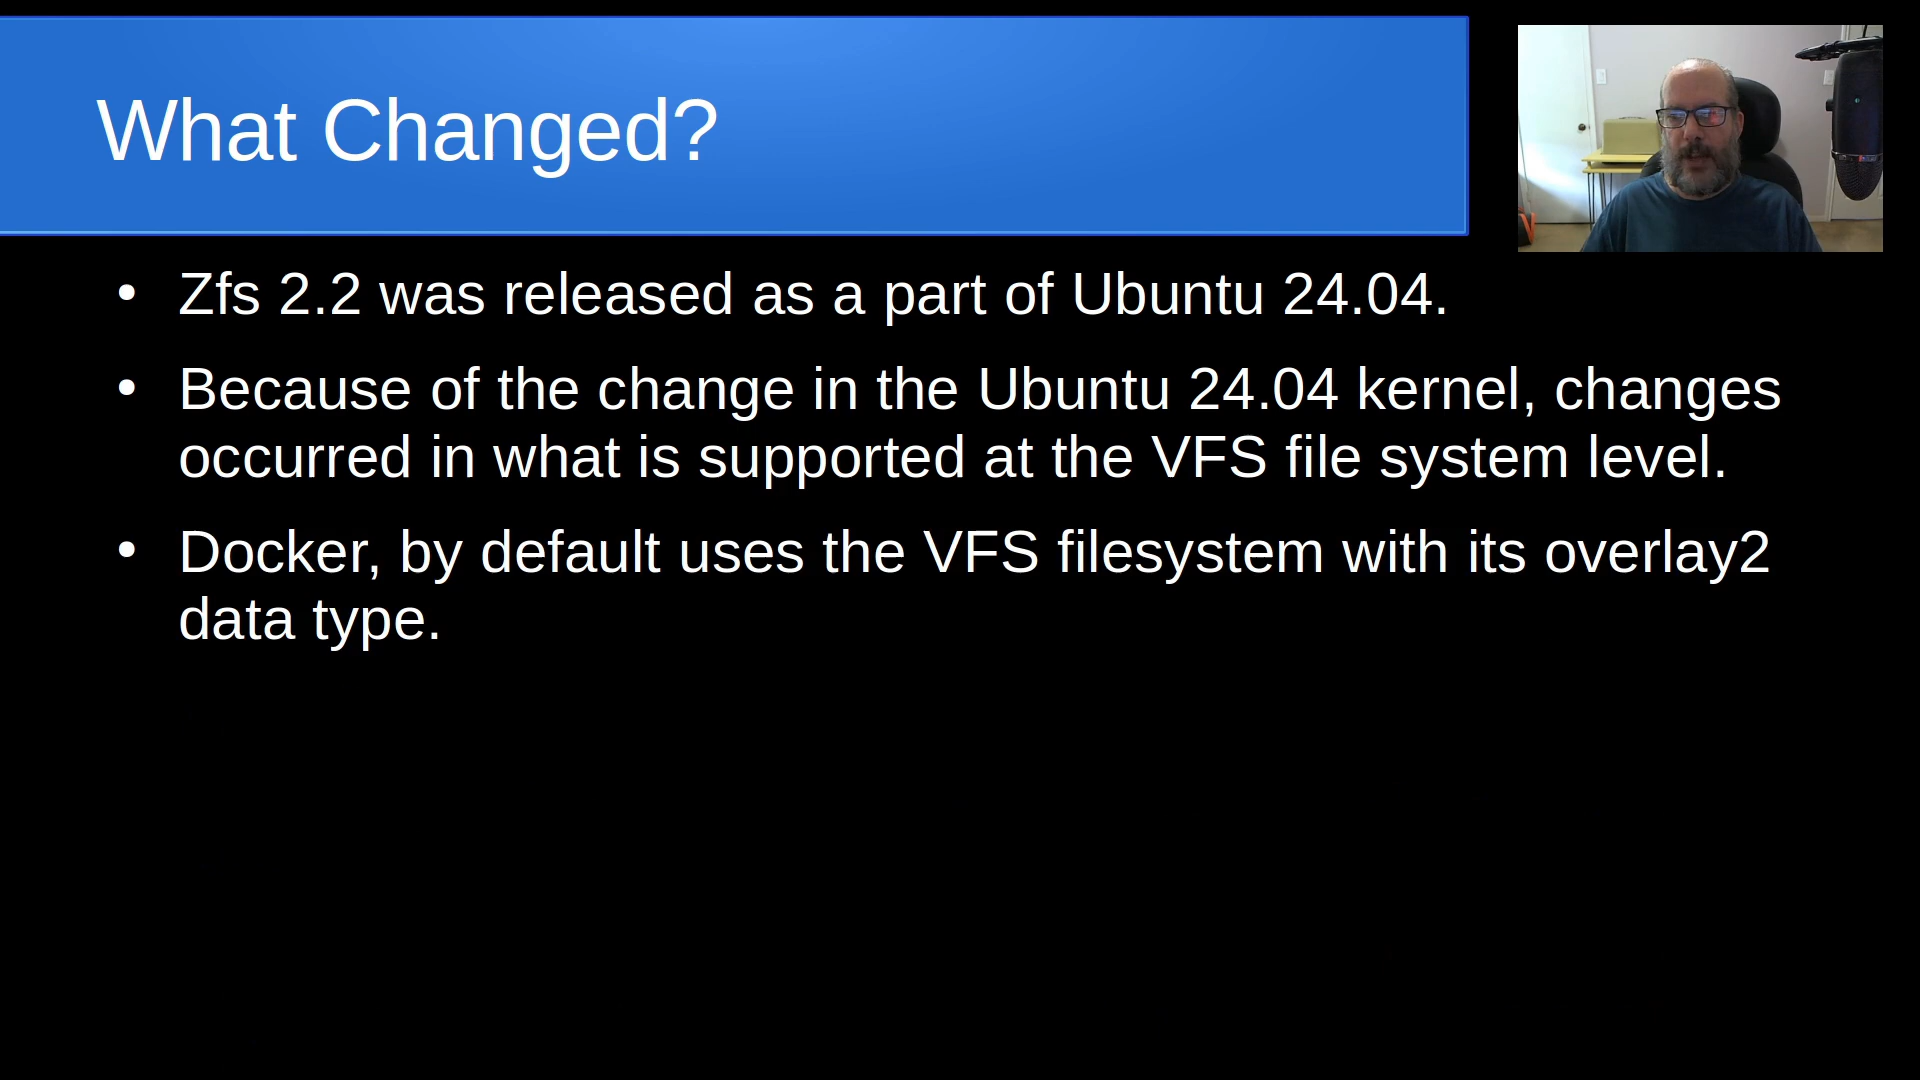 What Changed?
• Zfs 2.2 was released as a part of Ubuntu 24.04.
• Because of the change in the Ubuntu 24.04 kernel, changes
occurred in what is supported at the VFS file system level.
• Docker, by default uses the VFS filesystem with its overlay2
data type.